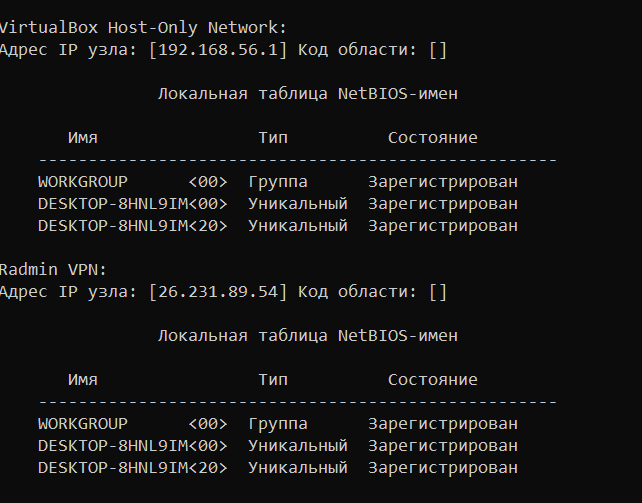 VirtualBox Host-Only Network:
Адрес IP узла: [192.168.56.1] Код области: []
Локальная таблица NetBIOS-имен
Имя Тип Состояние
----------------------------------------------------
WORKGROUP <00> Группа Зарегистрирован
DESKTOP-8HNL9IM<00> Уникальный Зарегистрирован
DESKTOP-8HNL9IM<20> Уникальный Зарегистрирован
Radmin VPN:
Адрес IP узла: [26.231.89.54] Код области: []
Локальная таблица NetBIOS-имен
Имя Тип Состояние
----------------------------------------------------
WORKGROUP <00> Группа Зарегистрирован
DESKTOP-8HNL9IM<00> Уникальный Зарегистрирован
DESKTOP-8HNL9IM<20> Уникальный Зарегистрирован